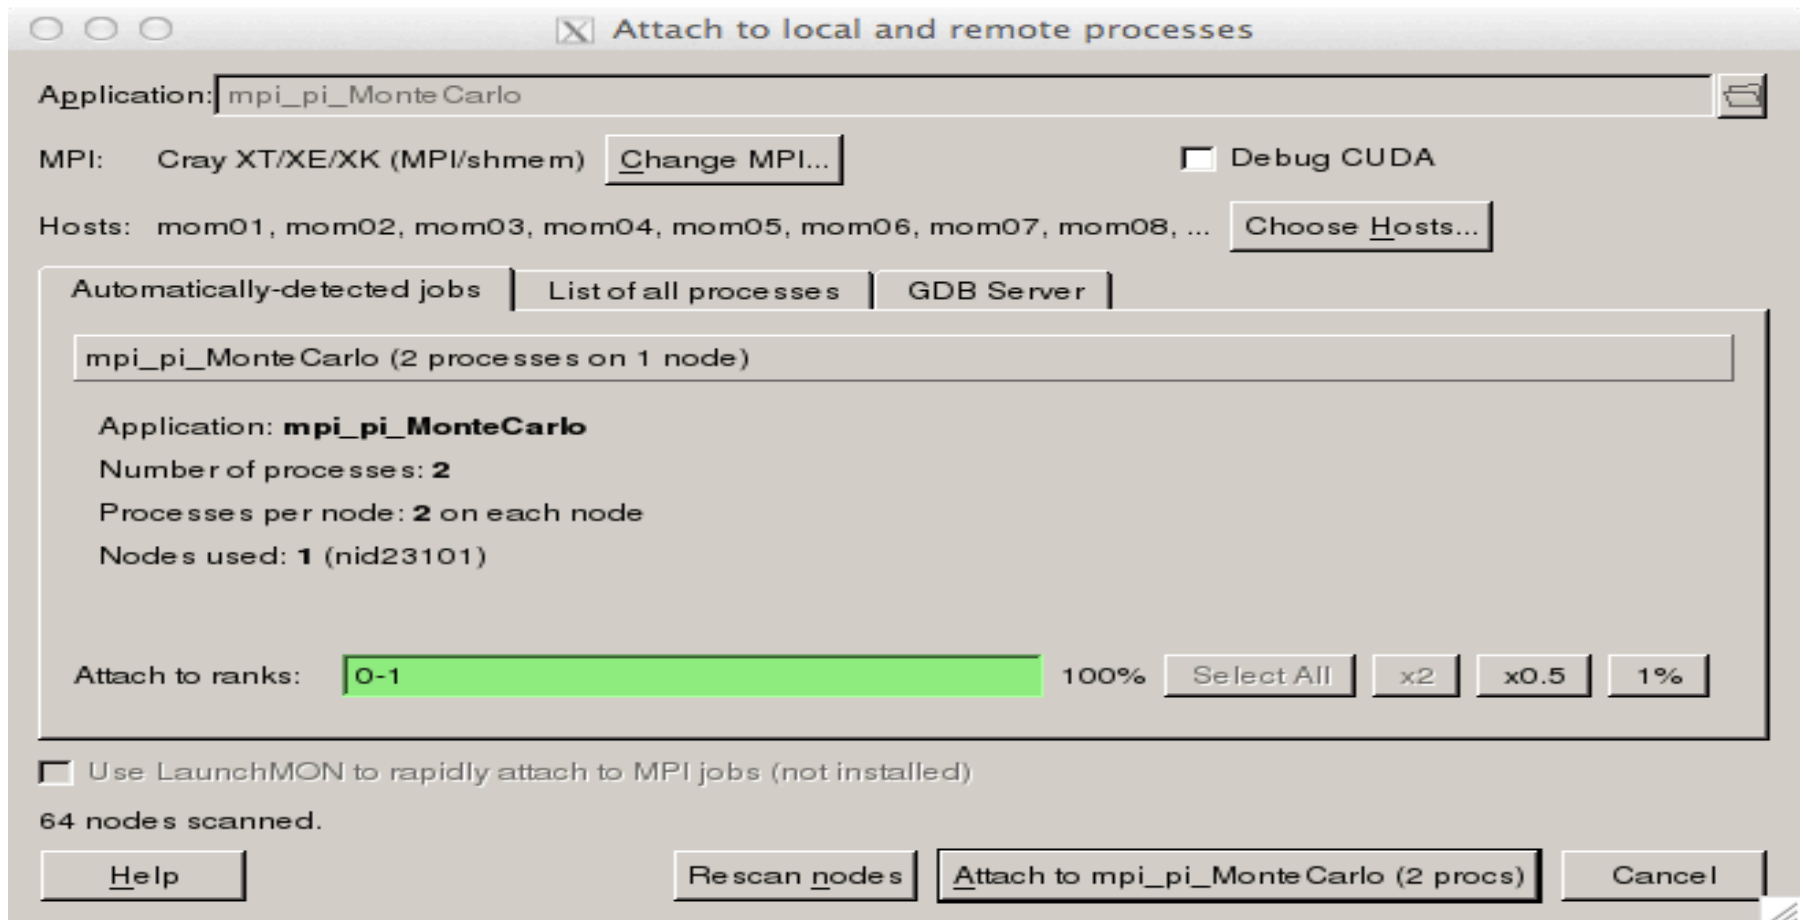 Attach to local and remote processes
Application: mpi_pi_MonteCarlo
MPI: Cray XT/XE/XK (MPI/shmem) Change MPI... Debug CUDA
Hosts: mom01, mom02, mom03, mom04, mom05, mom06, mom07, mom08, ... Choose Hosts...
Automatically-detected jobs List of all processes GDB Server
mpi_pi_MonteCarlo (2 processes on 1 node)
Application: mpi_pi_MonteCarlo
Number of processes: 2
Processes per node: 2 on each node
Nodes used: 1 (nid23101)
Attach to ranks: 0-1 100% Select All x2 x0.5 1%
Use LaunchMON to rapidly attach to MPI jobs (not installed)
64 nodes scanned.
Help Rescan nodes Attach to mpi_pi_MonteCarlo (2 procs) Cancel